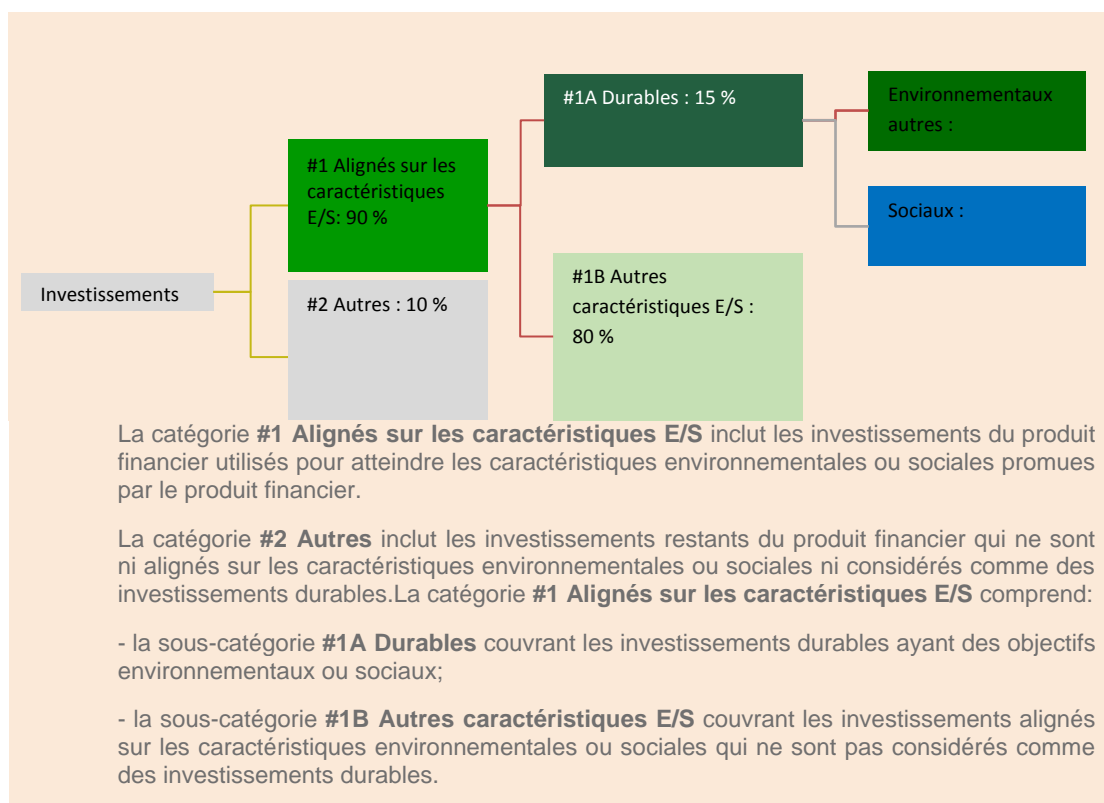 #1A Durables : 15 %
Environnementaux
autres :
#1 Alignés sur les
caractéristiques
E/S: 90 %
Sociaux :
Investissements
#2 Autres : 10 %
#1B Autres
caractéristiques E/S :
80 %
La catégorie #1 Alignés sur les caractéristiques E/S inclut les investissements du produit
financier utilisés pour atteindre les caractéristiques environnementales ou sociales promues
par le produit financier.
La catégorie #2 Autres inclut les investissements restants du produit financier qui ne sont
ni alignés sur les caractéristiques environnementales ou sociales ni considérés comme des
investissements durables.La catégorie #1 Alignés sur les caractéristiques E/S comprend:
- la sous-catégorie #1A Durables couvrant les investissements durables ayant des objectifs
environnementaux ou sociaux;
- la sous-catégorie #1B Autres caractéristiques E/S couvrant les investissements alignés
sur les caractéristiques environnementales ou sociales qui ne sont pas considérés comme
des investissements durables.